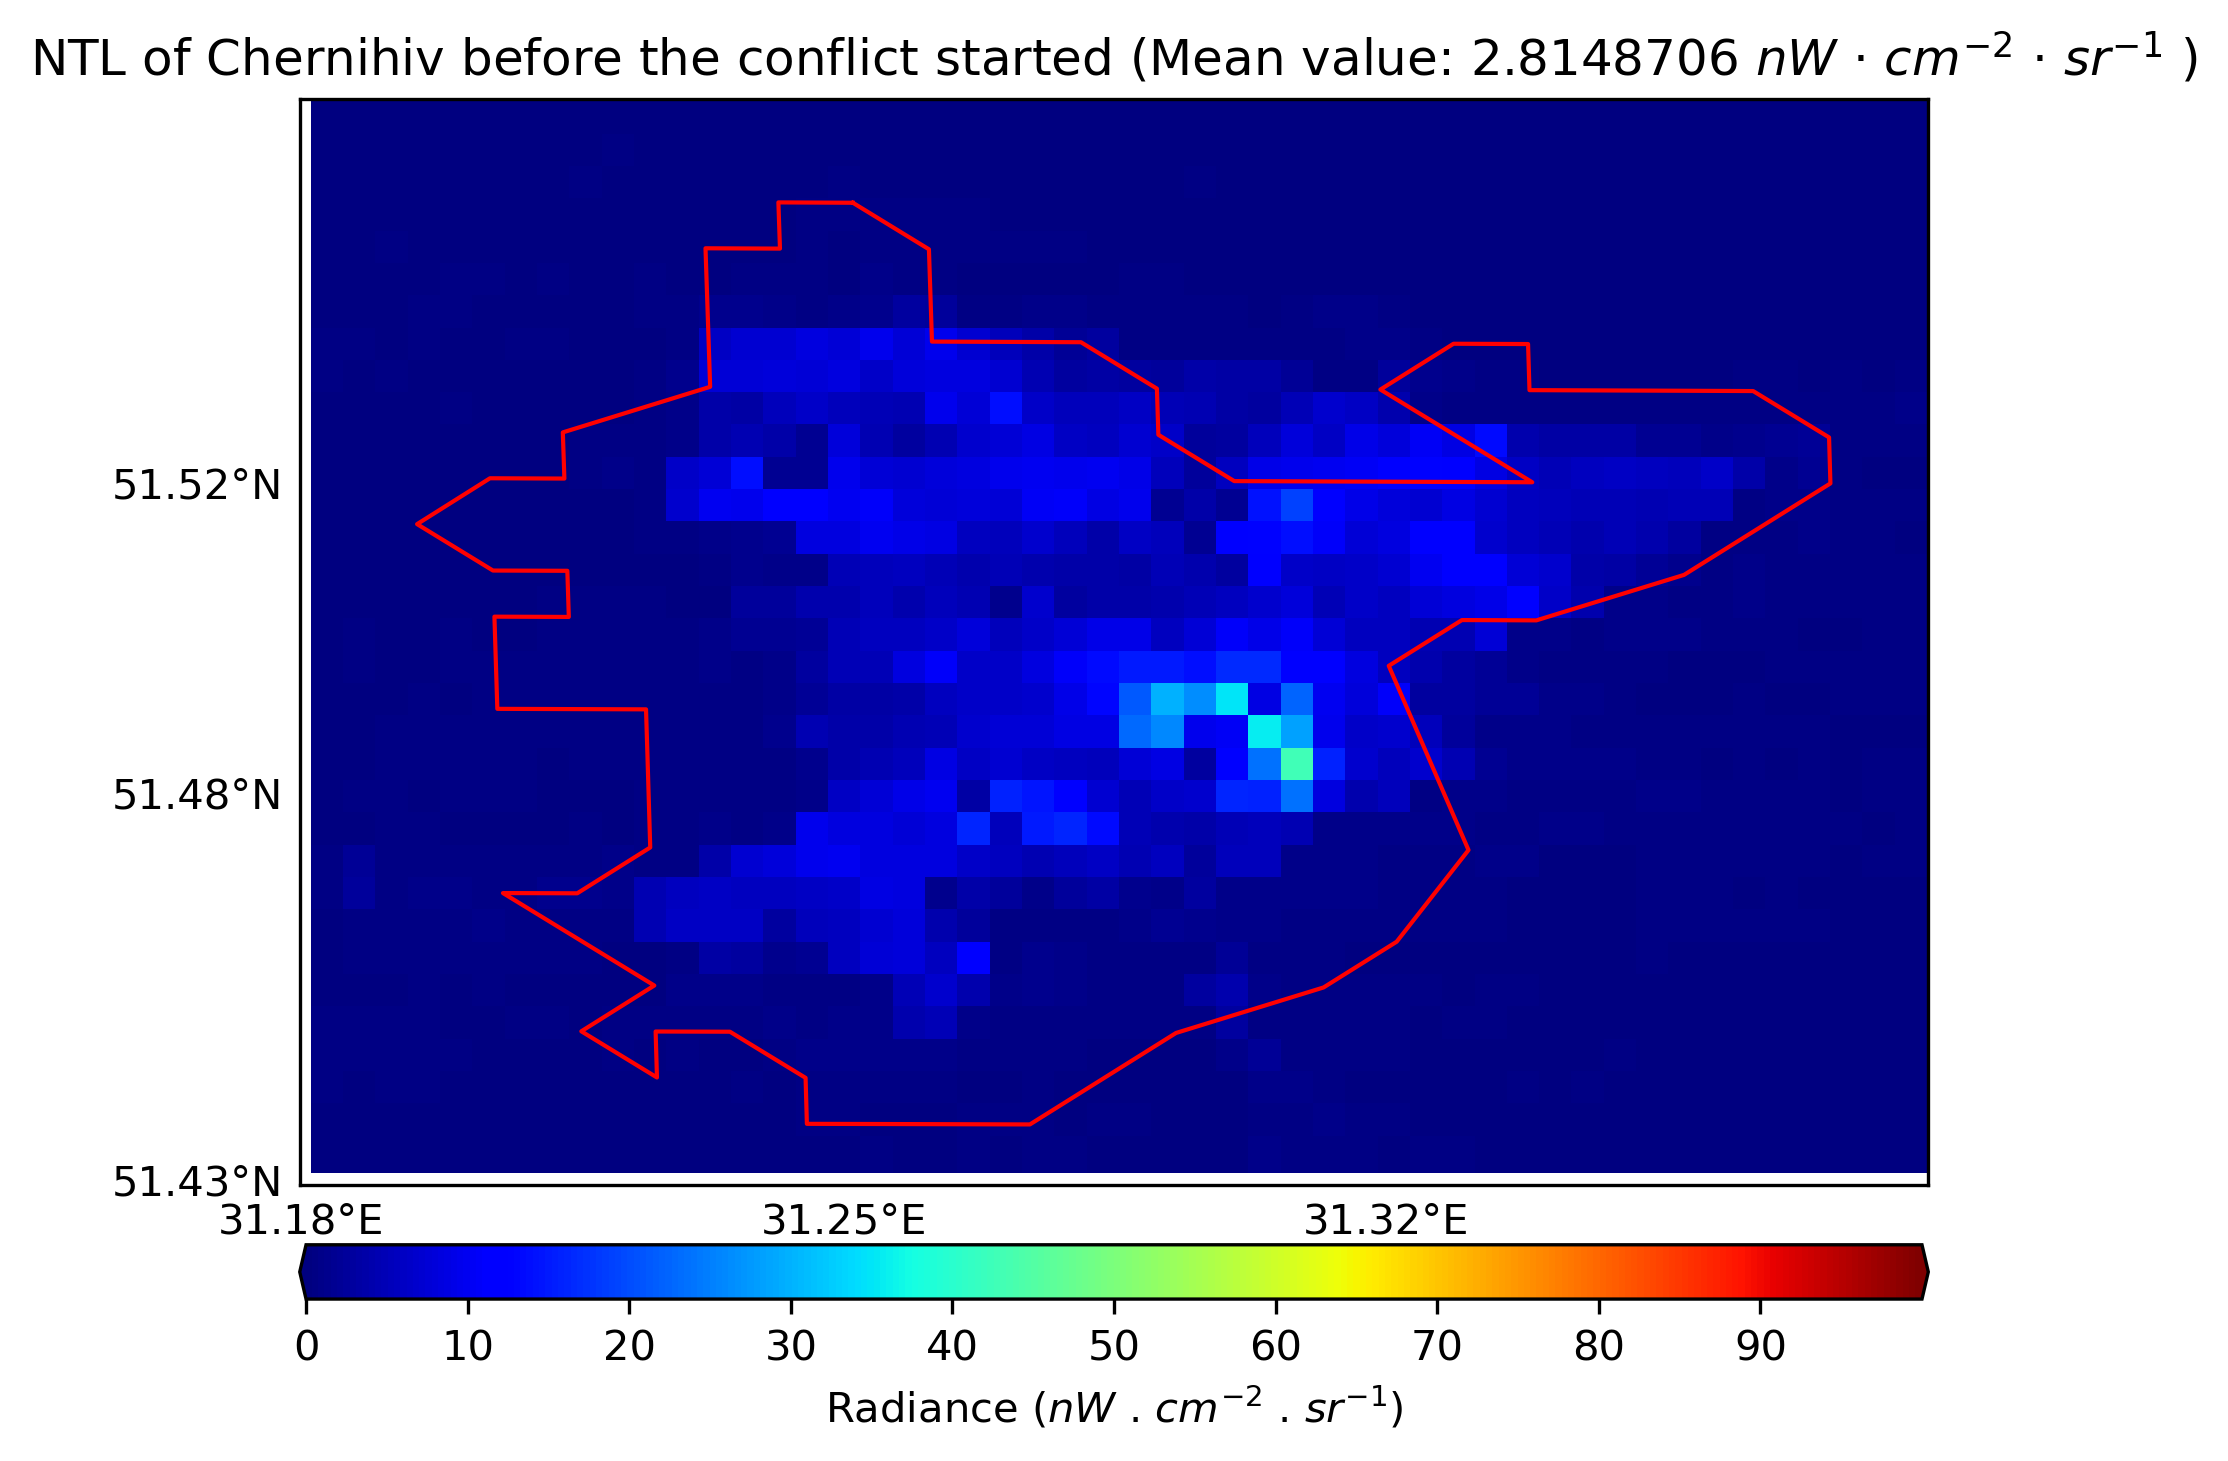 NTL of Chernihiv before the conflict started (Mean value: 2.8148706 nW · cm⁻² · sr⁻¹ )
51.52°N
51.48°N
51.43°N
31.18°E 31.25°E 31.32°E
0 10 20 30 40 50 60 70 80 90
Radiance (nW . cm⁻² . sr⁻¹)